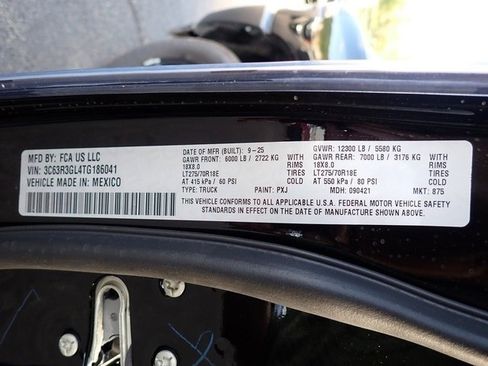 MFD BY: FCA US LLC
VIN: 3C63R3GL4TG186041
VEHICLE MADE IN: MEXICO
DATE OF MFR (BUILT): 9-25 GVWR: 12300 LB / 5580 KG
GAWR FRONT: 6000 LB / 2722 KG WITH GAWR REAR: 7000 LB / 3176 KG WITH
18X8.0 RIMS 18X8.0 RIMS
LT275/70R18E TIRES LT275/70R18E TIRES
AT 415 kPa / 60 PSI COLD AT 550 kPa / 80 PSI COLD
TYPE: TRUCK PAINT: PXJ MDH: 090421 MKT: 875
THIS VEHICLE CONFORMS TO ALL APPLICABLE U.S.A. FEDERAL MOTOR VEHICLE SAFETY
STANDARDS IN EFFECT ON THE DATE OF MANUFACTURE SHOWN ABOVE.